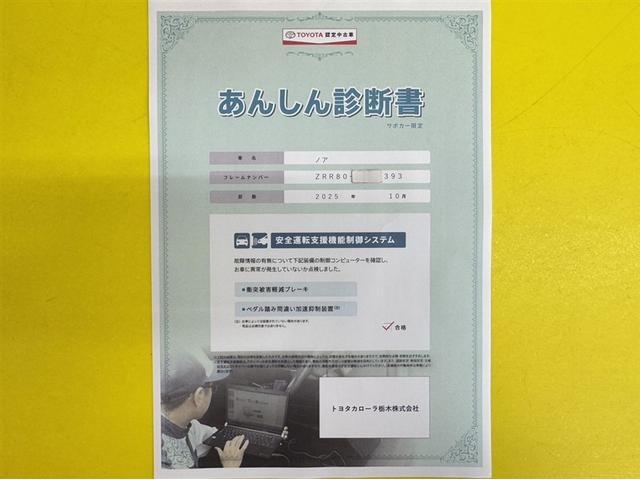 TOYOTA 認定中古車
あんしん診断書
サポカー限定
車名 ノア
フレームナンバー ZRR80- 393
診断 2025 年 10月
安全運転支援機能制御システム
故障情報の有無について下記装備の制御コンピューターを確認し、
お車に異常が発生していないか点検しました。
衝突被害軽減ブレーキ
ペダル踏み間違い加速抑制装置
合格
トヨタカローラ栃木株式会社